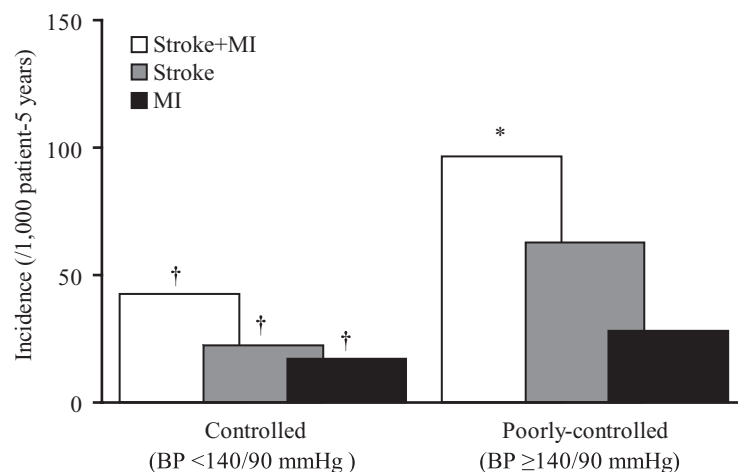 150
100
50
0
Incidence (/1,000 patient-5 years)
Stroke+MI
Stroke
MI
†
†
†
*
Controlled
(BP <140/90 mmHg )
Poorly-controlled
(BP ≥140/90 mmHg)